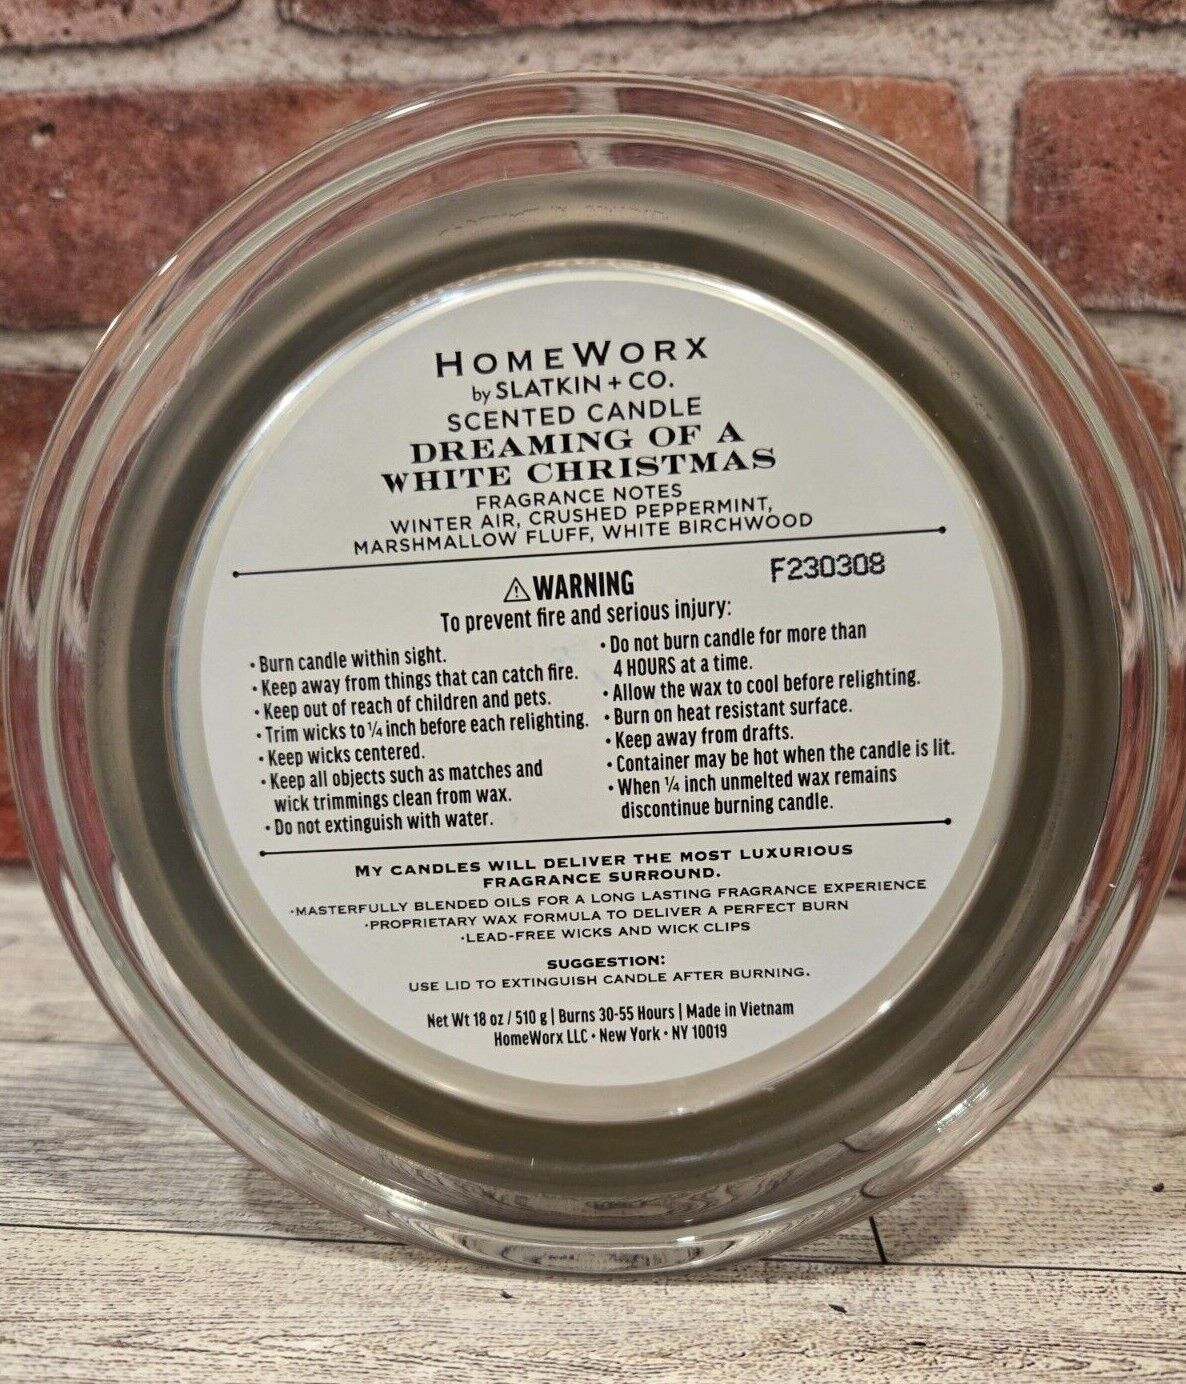 HOMEWORX
by SLATKIN + CO.
SCENTED CANDLE
DREAMING OF A
WHITE CHRISTMAS
FRAGRANCE NOTES
WINTER AIR, CRUSHED PEPPERMINT,
MARSHMALLOW FLUFF, WHITE BIRCHWOOD
F230308
⚠WARNING
To prevent fire and serious injury:
• Burn candle within sight.
• Keep away from things that can catch fire.
• Keep out of reach of children and pets.
• Trim wicks to ¼ inch before each relighting.
• Keep wicks centered.
• Keep all objects such as matches and
wick trimmings clean from wax.
• Do not extinguish with water.
• Do not burn candle for more than
4 HOURS at a time.
• Allow the wax to cool before relighting.
• Burn on heat resistant surface.
• Keep away from drafts.
• Container may be hot when the candle is lit.
• When ¼ inch unmelted wax remains
discontinue burning candle.
MY CANDLES WILL DELIVER THE MOST LUXURIOUS
FRAGRANCE SURROUND.
•MASTERFULLY BLENDED OILS FOR A LONG LASTING FRAGRANCE EXPERIENCE
•PROPRIETARY WAX FORMULA TO DELIVER A PERFECT BURN
•LEAD-FREE WICKS AND WICK CLIPS
SUGGESTION:
USE LID TO EXTINGUISH CANDLE AFTER BURNING.
Net Wt 18 oz / 510 g | Burns 30-55 Hours | Made in Vietnam
HomeWorx LLC • New York • NY 10019